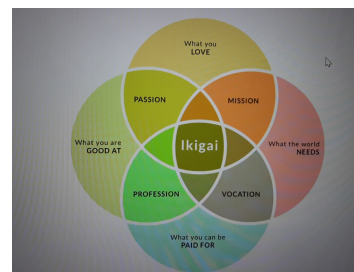 What you
LOVE
PASSION
MISSION
What you are
GOOD AT
Ikigai
What the world
NEEDS
PROFESSION
VOCATION
What you can be
PAID FOR